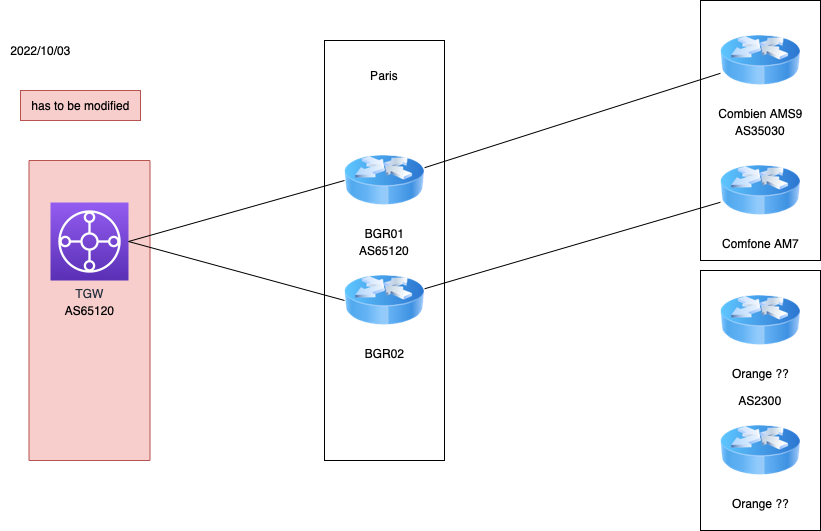 2022/10/03
has to be modified
TGW
AS65120
Paris
BGR01
AS65120
BGR02
Combien AMS9
AS35030
Comfone AM7
Orange ??
AS2300
Orange ??